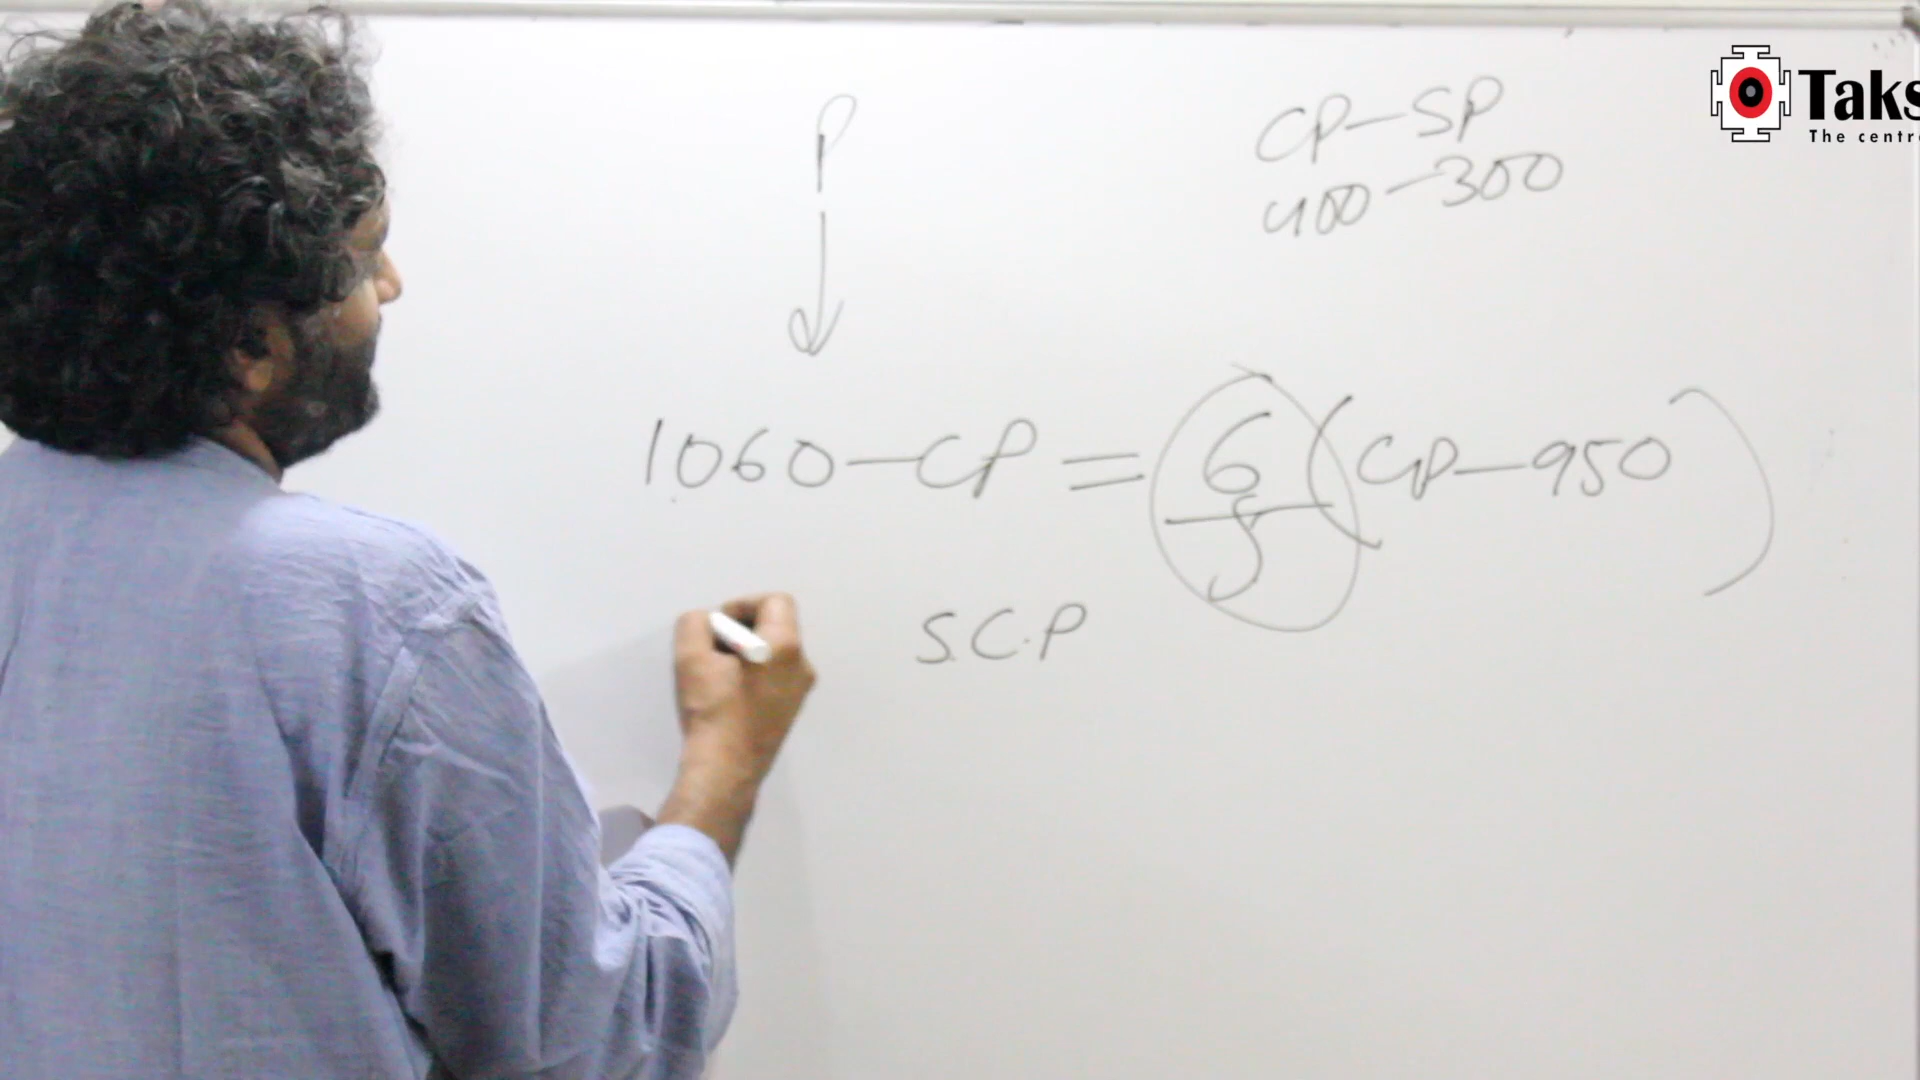 P
CP-SP
400-300
1060-CP = 6/5 (CP-950)
S.C.P
Taks
The centr